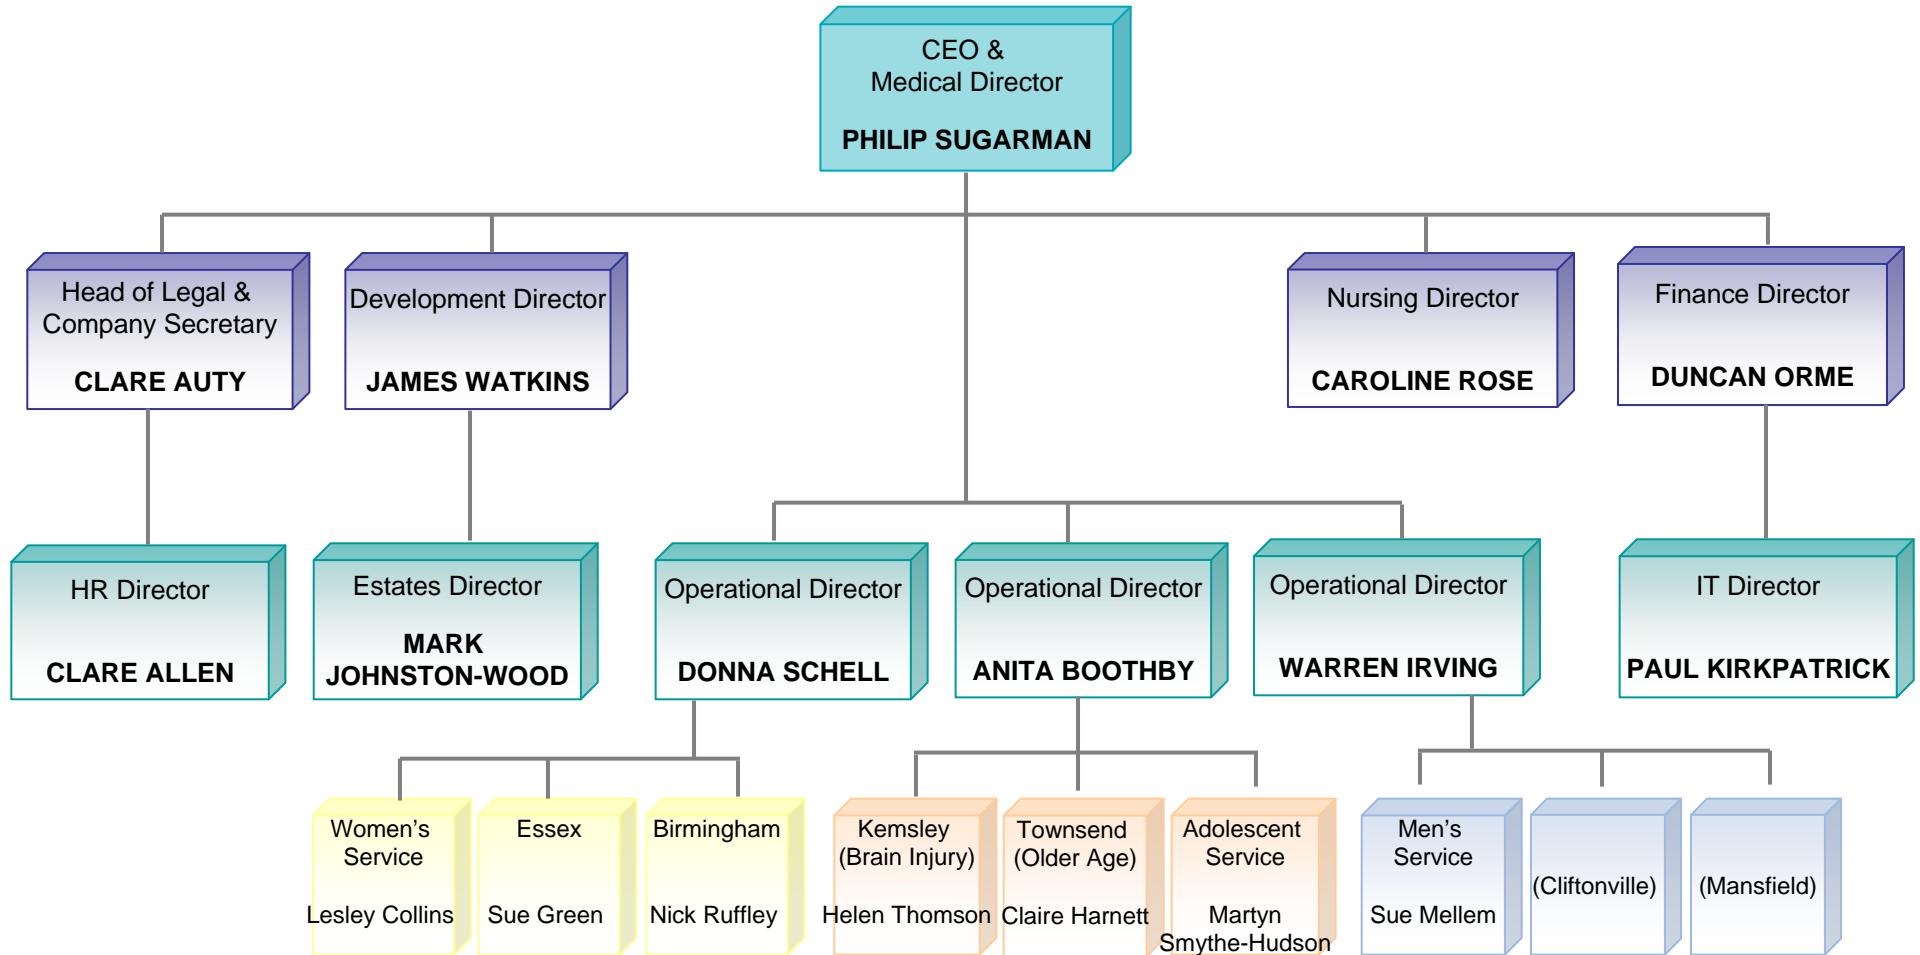 CEO &
Medical Director
PHILIP SUGARMAN
Head of Legal &
Company Secretary
CLARE AUTY
Development Director
JAMES WATKINS
Nursing Director
CAROLINE ROSE
Finance Director
DUNCAN ORME
HR Director
CLARE ALLEN
Estates Director
MARK
JOHNSTON-WOOD
Operational Director
DONNA SCHELL
Operational Director
ANITA BOOTHBY
Operational Director
WARREN IRVING
IT Director
PAUL KIRKPATRICK
Women's
Service
Lesley Collins
Essex
Sue Green
Birmingham
Nick Ruffley
Kemsley
(Brain Injury)
Helen Thomson
Townsend
(Older Age)
Claire Harnett
Adolescent
Service
Martyn
Smythe-Hudson
Men's
Service
Sue Mellem
(Cliftonville)
(Mansfield)